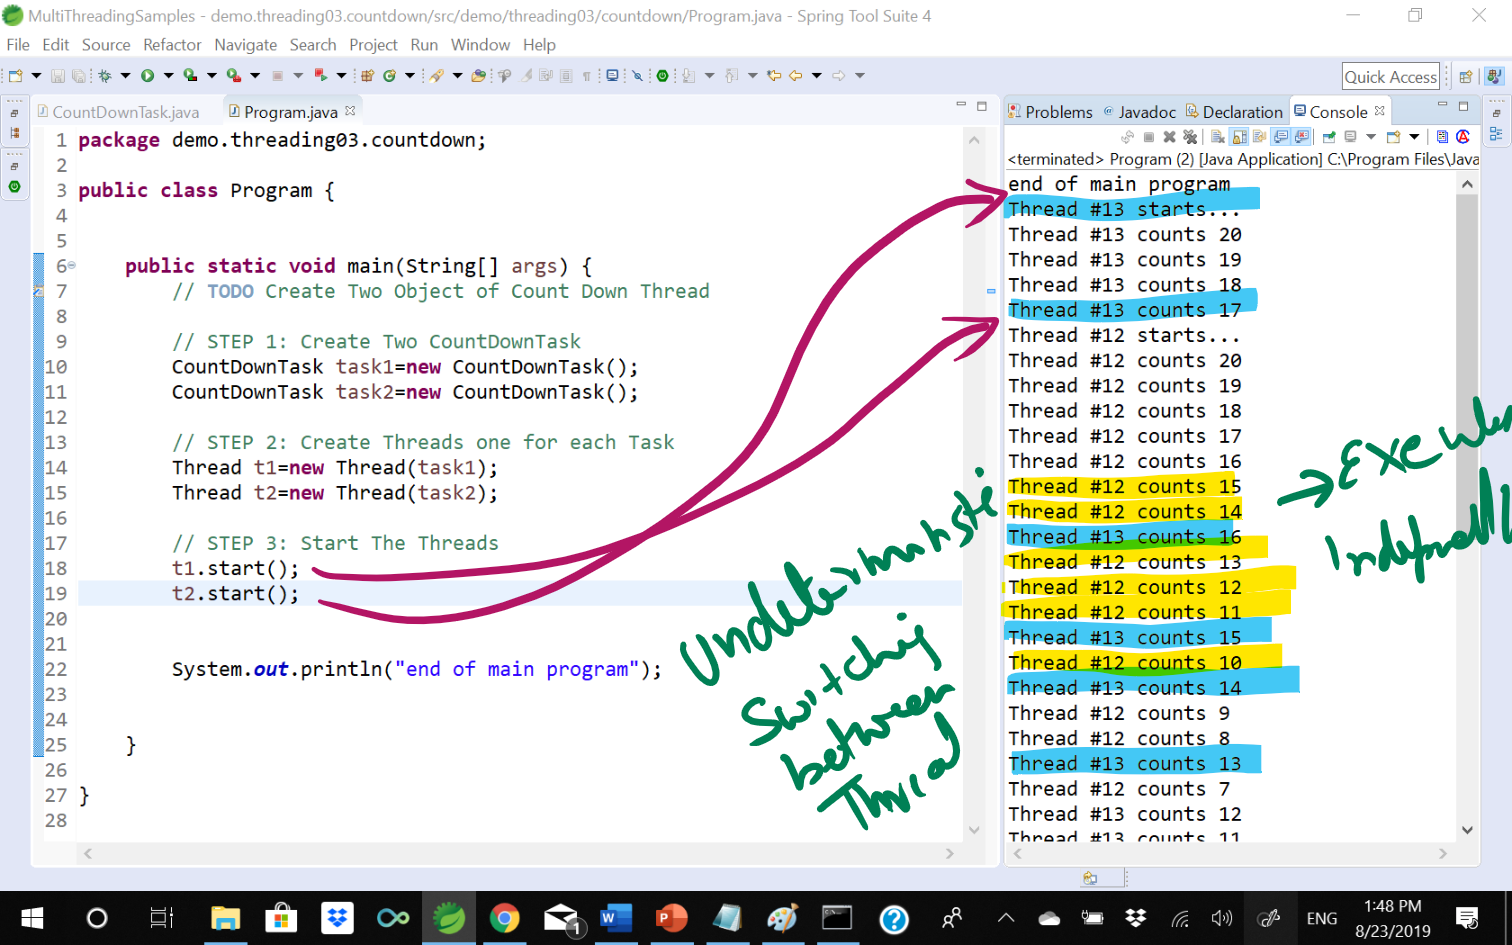 MultiThreadingSamples - demo.threading03.countdown/src/demo/threading03/countdown/Program.java - Spring Tool Suite 4
File Edit Source Refactor Navigate Search Project Run Window Help
Quick Access
CountDownTask.java Program.java
1 package demo.threading03.countdown;
2
3 public class Program {
4
5
6 public static void main(String[] args) {
7 // TODO Create Two Object of Count Down Thread
8
9 // STEP 1: Create Two CountDownTask
10 CountDownTask task1=new CountDownTask();
11 CountDownTask task2=new CountDownTask();
12
13 // STEP 2: Create Threads one for each Task
14 Thread t1=new Thread(task1);
15 Thread t2=new Thread(task2);
16
17 // STEP 3: Start The Threads
18 t1.start();
19 t2.start();
20
21
22 System.out.println("end of main program");
23
24
25 }
26
27 }
28
Switching
between
Problems Javadoc Declaration Console
<terminated> Program (2) [Java Application] C:\Program Files\Java
end of main program
Thread #13 starts...
Thread #13 counts 20
Thread #13 counts 19
Thread #13 counts 18
Thread #13 counts 17
Thread #12 starts...
Thread #12 counts 20
Thread #12 counts 19
Thread #12 counts 18
Thread #12 counts 17
Thread #12 counts 16
Thread #12 counts 15
Thread #12 counts 14
Thread #13 counts 16
Thread #12 counts 13
Thread #12 counts 12
Thread #12 counts 11
Thread #13 counts 15
Thread #12 counts 10
Thread #13 counts 14
Thread #12 counts 9
Thread #12 counts 8
Thread #13 counts 13
Thread #12 counts 7
Thread #13 counts 12
Thread #13 counts 11
1
ENG
1:48 PM
8/23/2019